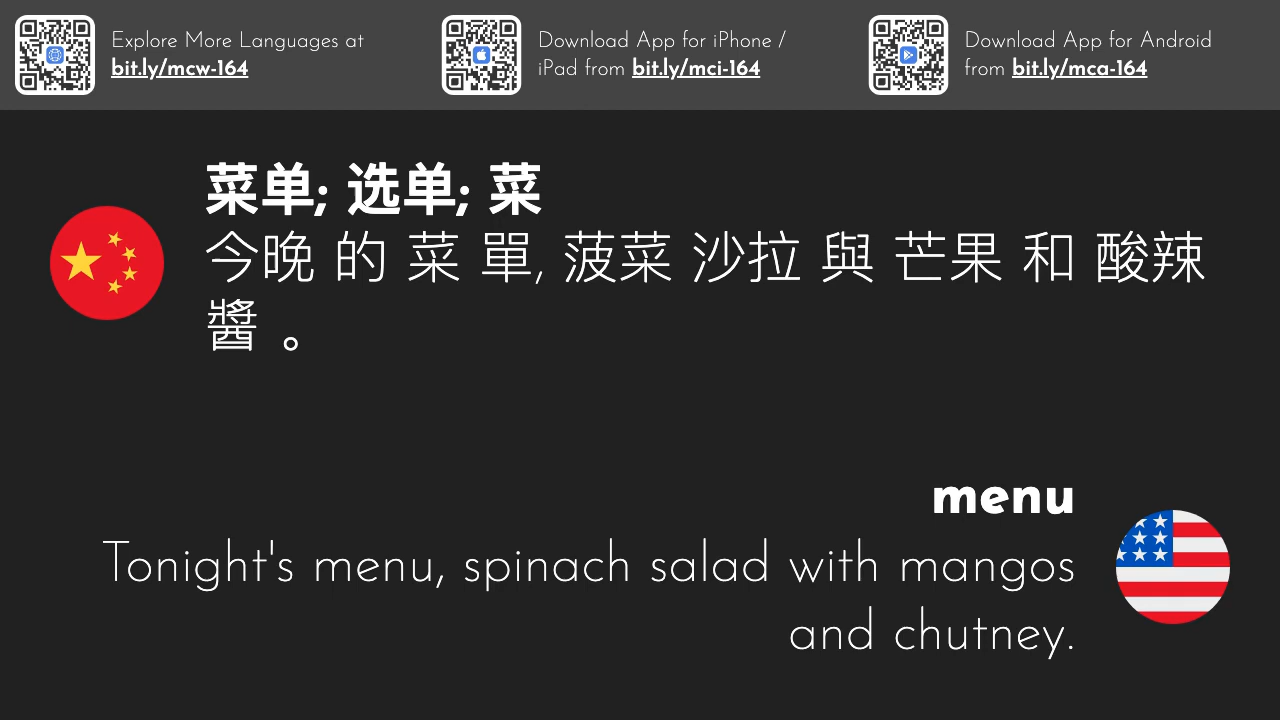 Explore More Languages at
bit.ly/mcw-164
Download App for iPhone /
iPad from bit.ly/mci-164
Download App for Android
from bit.ly/mca-164
菜单; 选单; 菜
今晚 的 菜 單, 菠菜 沙拉 與 芒果 和 酸辣
醬 。
menu
Tonight's menu, spinach salad with mangos
and chutney.